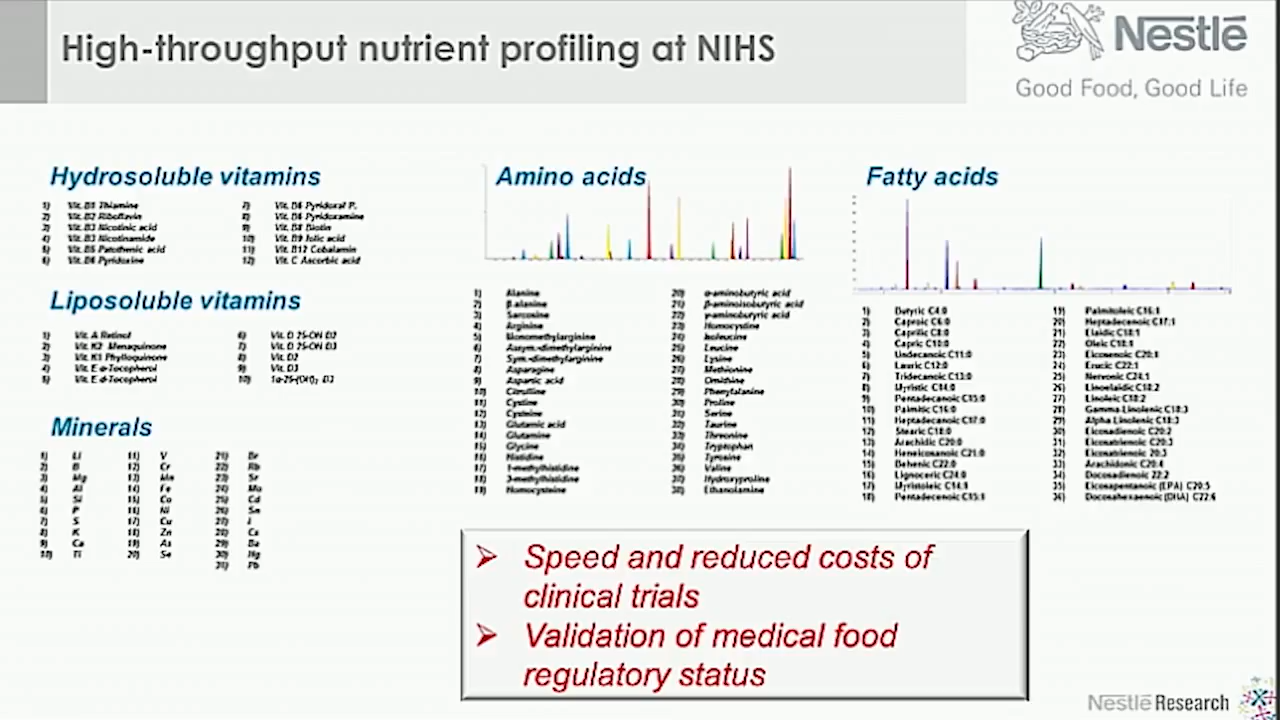 High-throughput nutrient profiling at NIHS
Nestlé
Good Food, Good Life
Hydrosoluble vitamins
1) Vit. B1 Thiamine
2) Vit. B2 Riboflavin
3) Vit. B3 Nicotinic acid
4) Vit. B3 Nicotinamide
5) Vit. B5 Patothenic acid
6) Vit. B6 Pyridoxine
7) Vit. B6 Pyridoxal P.
8) Vit. B6 Pyridoxamine
9) Vit. B8 Biotin
10) Vit. B9 folic acid
11) Vit. B12 Cobalamin
12) Vit. C Ascorbic acid
Liposoluble vitamins
1) Vit. A Retinol
2) Vit. K2 Menaquinone
3) Vit. K1 Phylloquinone
4) Vit. E α-Tocopherol
5) Vit. E Tocopherol
6) Vit. D 25-OH D2
7) Vit. D 25-OH D3
8) Vit. D2
9) Vit. D3
10) 1α-25-(OH)₂ D3
Minerals
1) Li
2) B
3) Mg
4) Al
5) Si
6) P
7) S
8) K
9) Ca
10) Ti
11) V
12) Cr
13) Mn
14) Fe
15) Co
16) Ni
17) Cu
18) Zn
19) As
20) Se
21) Br
22) Rb
23) Sr
24) Mo
25) Cd
26) Sn
27) I
28) Cs
29) Ba
30) Hg
31) Pb
Amino acids
1) Alanine
2) β-alanine
3) Sarcosine
4) Arginine
5) Monomethylarginine
6) Assym.-dimethylarginine
7) Sym.-dimethylarginine
8) Asparagine
9) Aspartic acid
10) Citrulline
11) Cystine
12) Cysteine
13) Glutamic acid
14) Glutamine
15) Glycine
16) Histidine
17) 1-methylhistidine
18) 3-methylhistidine
19) Homocysteine
20) α-aminobutyric acid
21) β-aminoisobutyric acid
22) γ-aminobutyric acid
23) Homocystine
24) Isoleucine
25) Leucine
26) Lysine
27) Methionine
28) Ornithine
29) Phenylalanine
30) Proline
31) Serine
32) Taurine
33) Threonine
34) Tryptophan
35) Tyrosine
36) Valine
37) Hydroxyproline
38) Ethanolamine
Fatty acids
1) Butyric C4:0
2) Caproic C6:0
3) Caprilic C8:0
4) Capric C10:0
5) Undecanoic C11:0
6) Lauric C12:0
7) Tridecanoic C13:0
8) Myristic C14:0
9) Pentadecanoic C15:0
10) Palmitic C16:0
11) Heptadecanoic C17:0
12) Stearic C18:0
13) Arachidic C20:0
14) Heneicosanoic C21:0
15) Behenic C22:0
16) Lignoceric C24:0
17) Myristoleic C14:1
18) Pentadecenoic C15:1
19) Palmitoleic C16:1
20) Heptadecenoic C17:1
21) Elaidic C18:1
22) Oleic C18:1
23) Eicosenoic C20:1
24) Erucic C22:1
25) Nervonic C24:1
26) Linoelaidic C18:2
27) Linoleic C18:2
28) Gamma Linolenic C18:3
29) Alpha Linolenic C18:3
30) Eicosadienoic C20:2
31) Eicosatrienoic C20:3
32) Eicosatrienoic 20:3
33) Arachidonic C20:4
34) Docosadienoic 22:2
35) Eicosapentanoic (EPA) C20:5
36) Docosahexaenoic (DHA) C22:6
➢ Speed and reduced costs of
clinical trials
➢ Validation of medical food
regulatory status
Nestlé Research